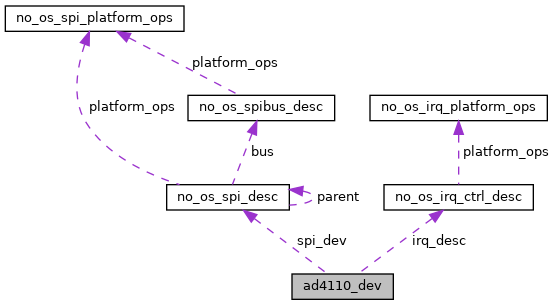 no_os_spi_platform_ops
platform_ops
no_os_spibus_desc
no_os_irq_platform_ops
platform_ops
bus
platform_ops
no_os_spi_desc
parent
no_os_irq_ctrl_desc
spi_dev
irq_desc
ad4110_dev